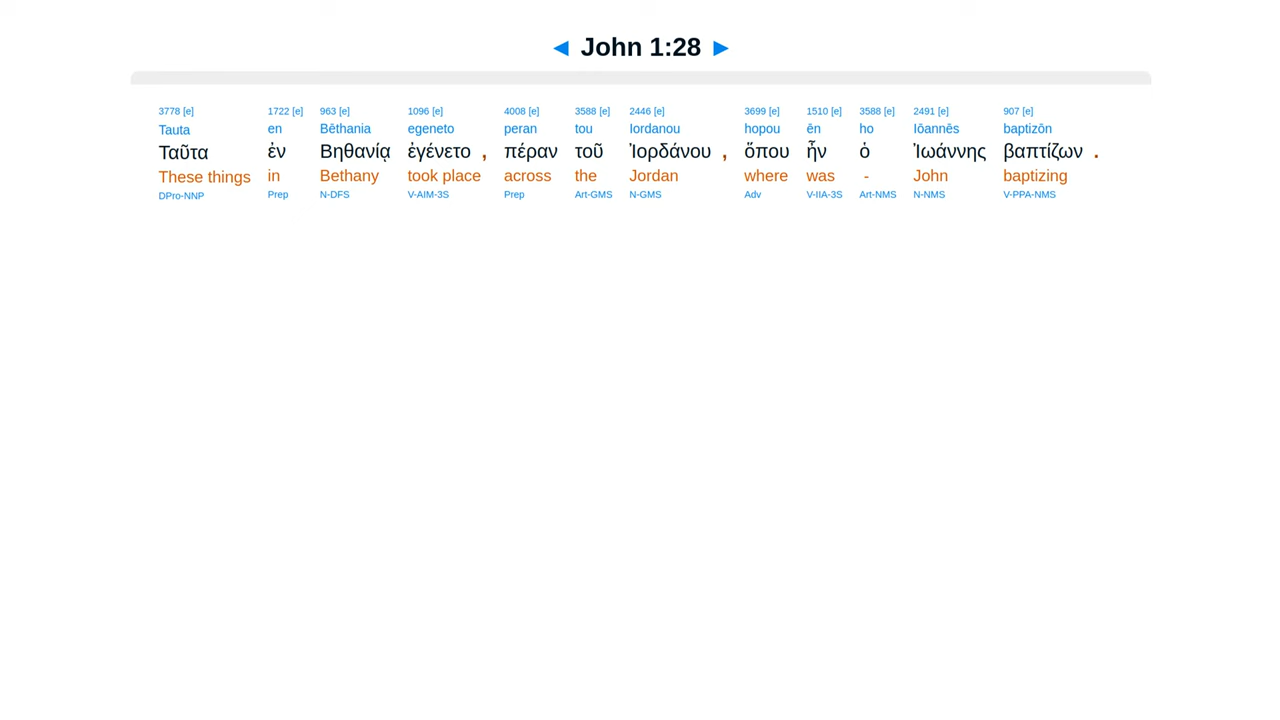 ◄ John 1:28 ►
3778 [e] 1722 [e] 963 [e] 1096 [e] 4008 [e] 3588 [e] 2446 [e] 3699 [e] 1510 [e] 3588 [e] 2491 [e] 907 [e]
Tauta en Bēthania egeneto peran tou Iordanou hopou ēn ho Iōannēs baptizōn
Ταῦτα ἐν Βηθανίᾳ ἐγένετο , πέραν τοῦ Ἰορδάνου , ὅπου ἦν ὁ Ἰωάννης βαπτίζων .
These things in Bethany took place across the Jordan where was - John baptizing
DPro-NNP Prep N-DFS V-AIM-3S Prep Art-GMS N-GMS Adv V-IIA-3S Art-NMS N-NMS V-PPA-NMS